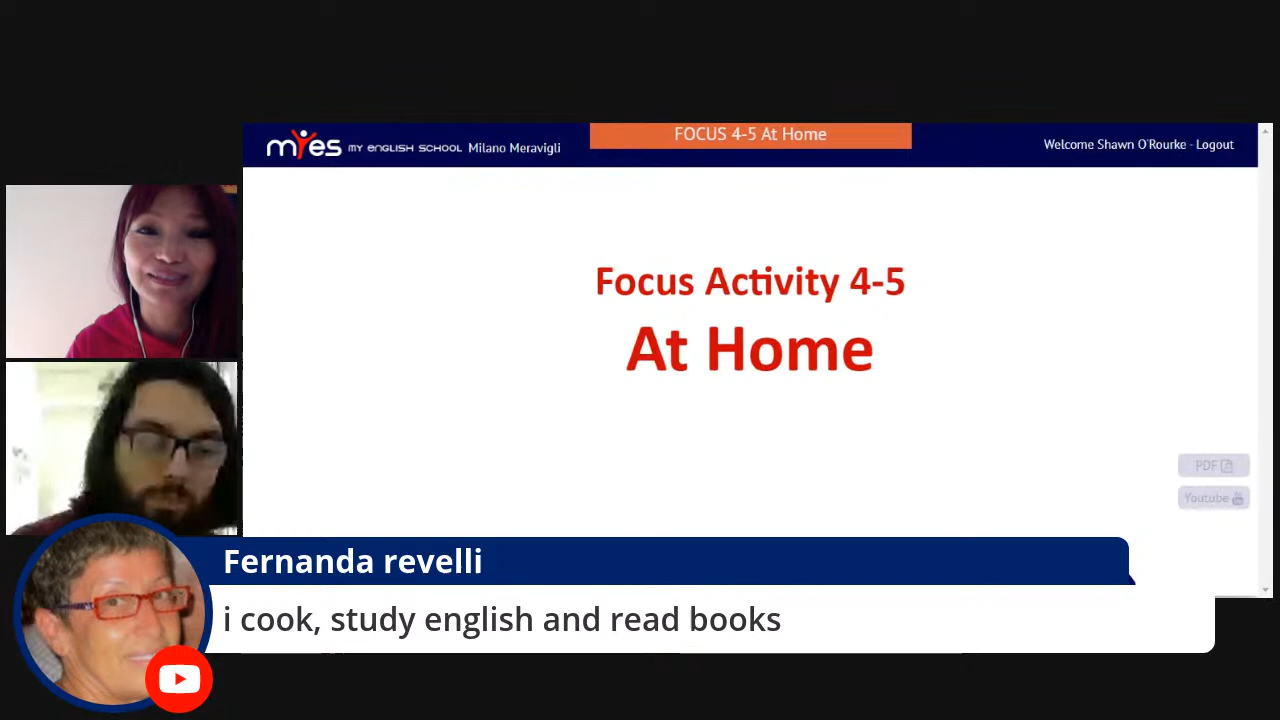 FOCUS 4-5 At Home
myes MY ENGLISH SCHOOL Milano Meravigli
Welcome Shawn O'Rourke - Logout
Focus Activity 4-5
At Home
PDF
Youtube
Fernanda revelli
i cook, study english and read books